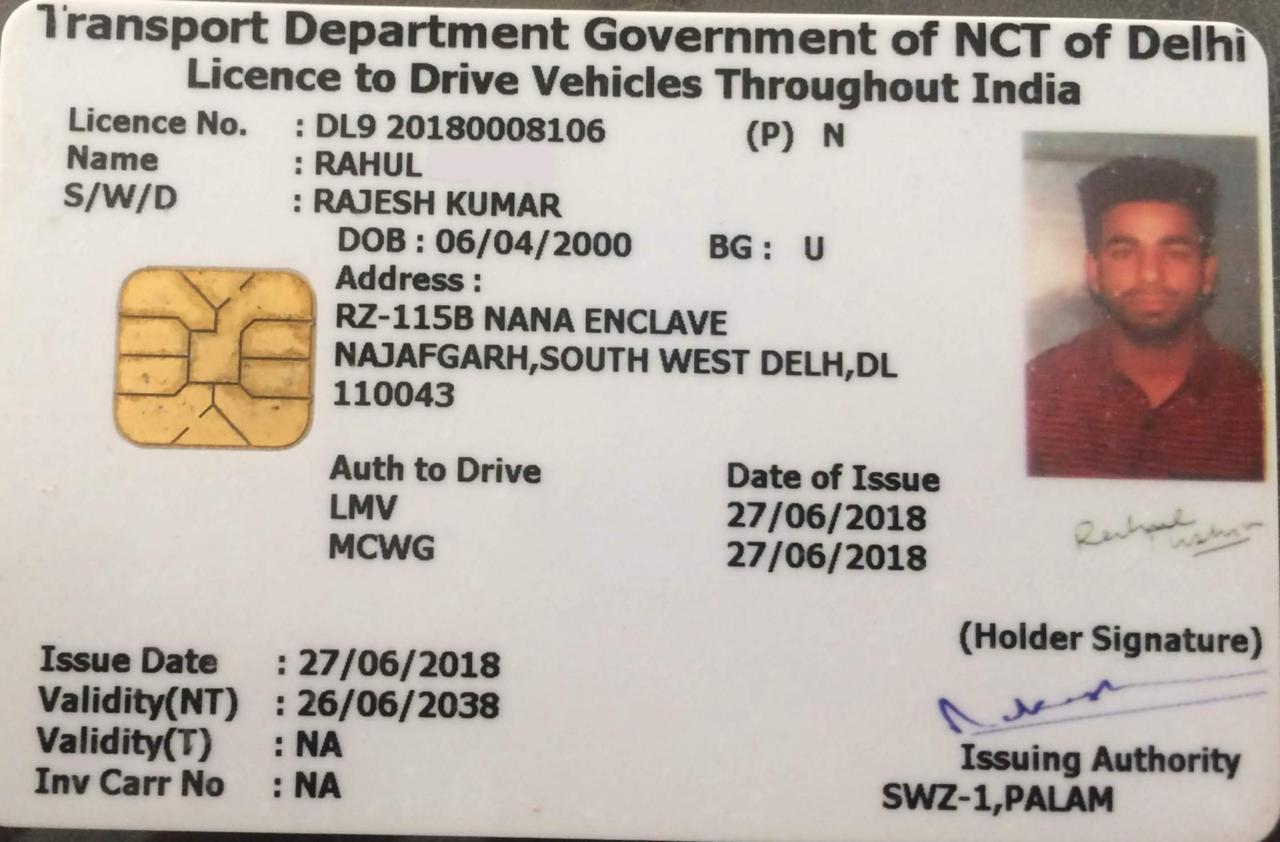 Transport Department Government of NCT of Delhi
Licence to Drive Vehicles Throughout India
Licence No. : DL9 20180008106 (P) N
Name : RAHUL
S/W/D : RAJESH KUMAR
DOB : 06/04/2000 BG : U
Address :
RZ-115B NANA ENCLAVE
NAJAFGARH,SOUTH WEST DELH,DL
110043
Auth to Drive Date of Issue
LMV 27/06/2018
MCWG 27/06/2018
Rahul
(Holder Signature)
Issue Date : 27/06/2018
Validity(NT) : 26/06/2038
Validity(T) : NA
Inv Carr No : NA
Issuing Authority
SWZ-1,PALAM